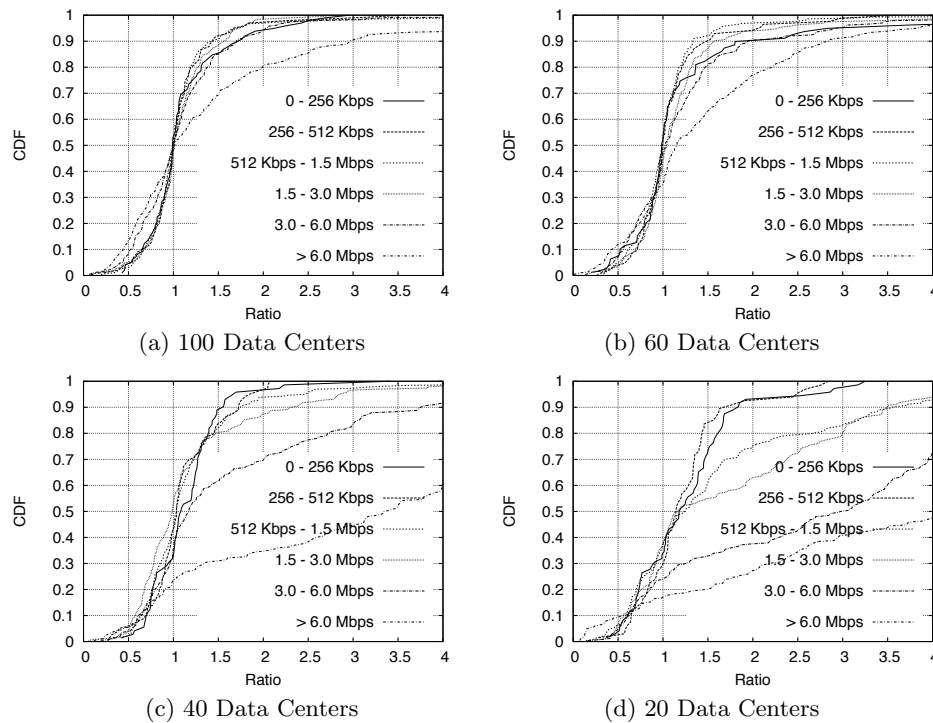 1
0.9
0.8
0.7
0.6
0.5
0.4
0.3
0.2
0.1
0
CDF
0 - 256 Kbps
256 - 512 Kbps
512 Kbps - 1.5 Mbps
1.5 - 3.0 Mbps
3.0 - 6.0 Mbps
> 6.0 Mbps
0 0.5 1 1.5 2 2.5 3 3.5 4
Ratio
(a) 100 Data Centers
1
0.9
0.8
0.7
0.6
0.5
0.4
0.3
0.2
0.1
0
CDF
0 - 256 Kbps
256 - 512 Kbps
512 Kbps - 1.5 Mbps
1.5 - 3.0 Mbps
3.0 - 6.0 Mbps
> 6.0 Mbps
0 0.5 1 1.5 2 2.5 3 3.5 4
Ratio
(b) 60 Data Centers
1
0.9
0.8
0.7
0.6
0.5
0.4
0.3
0.2
0.1
0
CDF
0 - 256 Kbps
256 - 512 Kbps
512 Kbps - 1.5 Mbps
1.5 - 3.0 Mbps
3.0 - 6.0 Mbps
> 6.0 Mbps
0 0.5 1 1.5 2 2.5 3 3.5 4
Ratio
(c) 40 Data Centers
1
0.9
0.8
0.7
0.6
0.5
0.4
0.3
0.2
0.1
0
CDF
0 - 256 Kbps
256 - 512 Kbps
512 Kbps - 1.5 Mbps
1.5 - 3.0 Mbps
3.0 - 6.0 Mbps
> 6.0 Mbps
0 0.5 1 1.5 2 2.5 3 3.5 4
Ratio
(d) 20 Data Centers